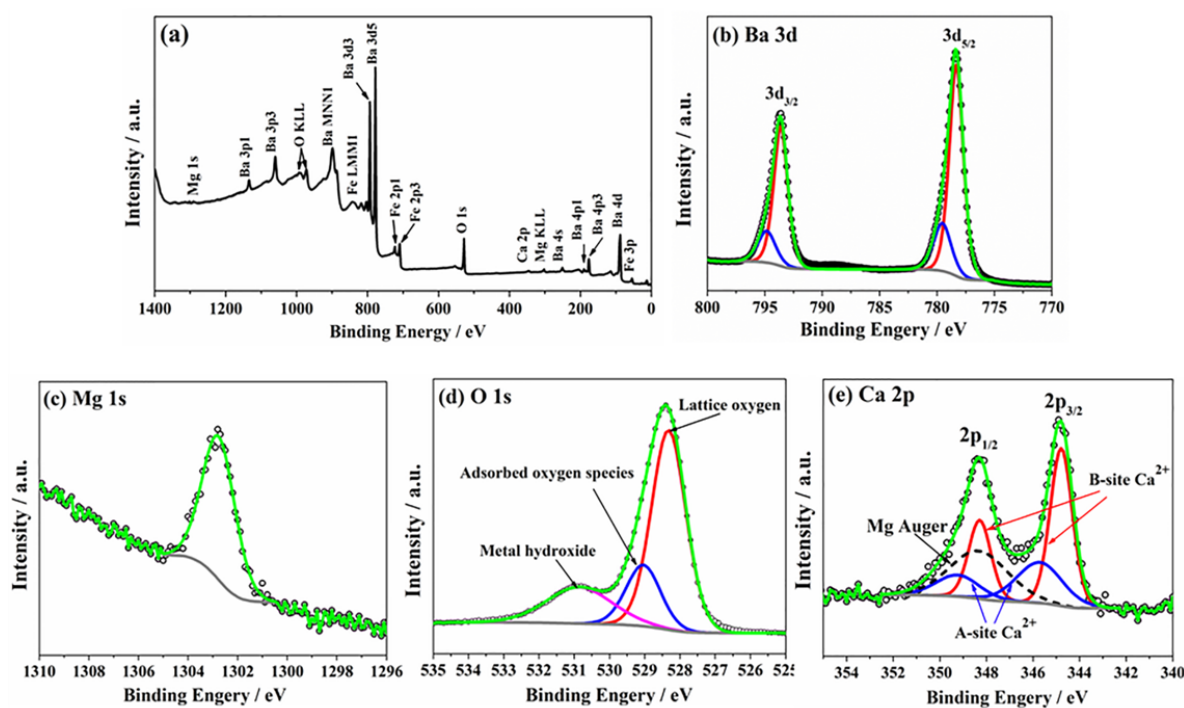 (a)
Mg 1s
Ba 3p1
Ba 3p3
O KLL
Ba MNN1
Fe LMM1
Ba 3d3
Ba 3d5
Fe 2p1
Fe 2p3
O 1s
Ca 2p
Mg KLL
Ba 4s
Ba 4p1
Ba 4p3
Ba 4d
Fe 3p
Intensity / a.u.
1400 1200 1000 800 600 400 200 0
Binding Energy / eV
(b) Ba 3d
3d5/2
3d3/2
Intensity / a.u.
800 795 790 785 780 775 770
Binding Engery / eV
(c) Mg 1s
Intensity / a.u.
1310 1308 1306 1304 1302 1300 1298 1296
Binding Engery / eV
(d) O 1s
Lattice oxygen
Adsorbed oxygen species
Metal hydroxide
Intensity / a.u.
535 534 533 532 531 530 529 528 527 526 525
Binding Engery / eV
(e) Ca 2p
2p3/2
2p1/2
B-site Ca2+
Mg Auger
A-site Ca2+
Intensity / a.u.
354 352 350 348 346 344 342 340
Binding Engery / eV